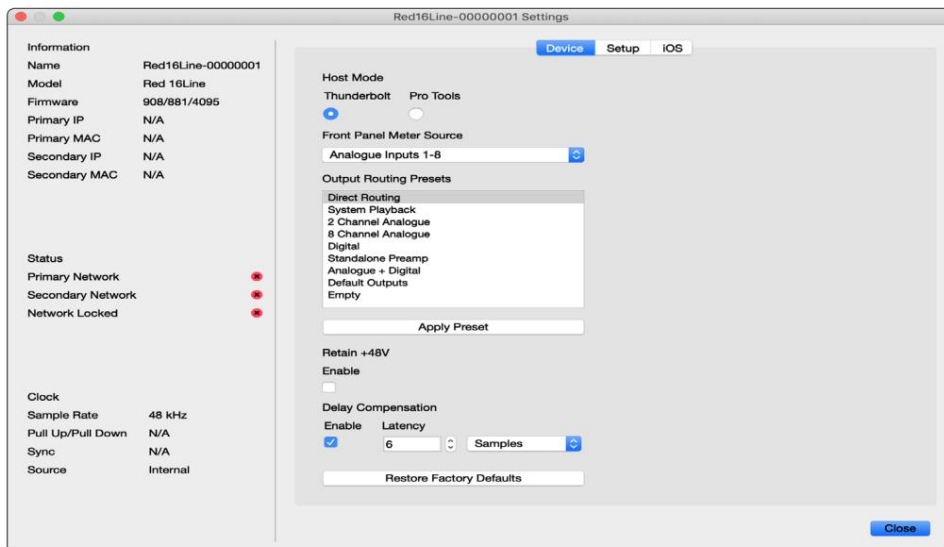 Red16Line-00000001 Settings
Information
Name Red16Line-00000001
Model Red 16Line
Firmware 908/881/4095
Primary IP N/A
Primary MAC N/A
Secondary IP N/A
Secondary MAC N/A
Status
Primary Network
Secondary Network
Network Locked
Clock
Sample Rate 48 kHz
Pull Up/Pull Down N/A
Sync N/A
Source Internal
Device Setup iOS
Host Mode
Thunderbolt Pro Tools
Front Panel Meter Source
Analogue Inputs 1-8
Output Routing Presets
Direct Routing
System Playback
2 Channel Analogue
8 Channel Analogue
Digital
Standalone Preamp
Analogue + Digital
Default Outputs
Empty
Apply Preset
Retain +48V
Enable
Delay Compensation
Enable Latency
6 Samples
Restore Factory Defaults
Close